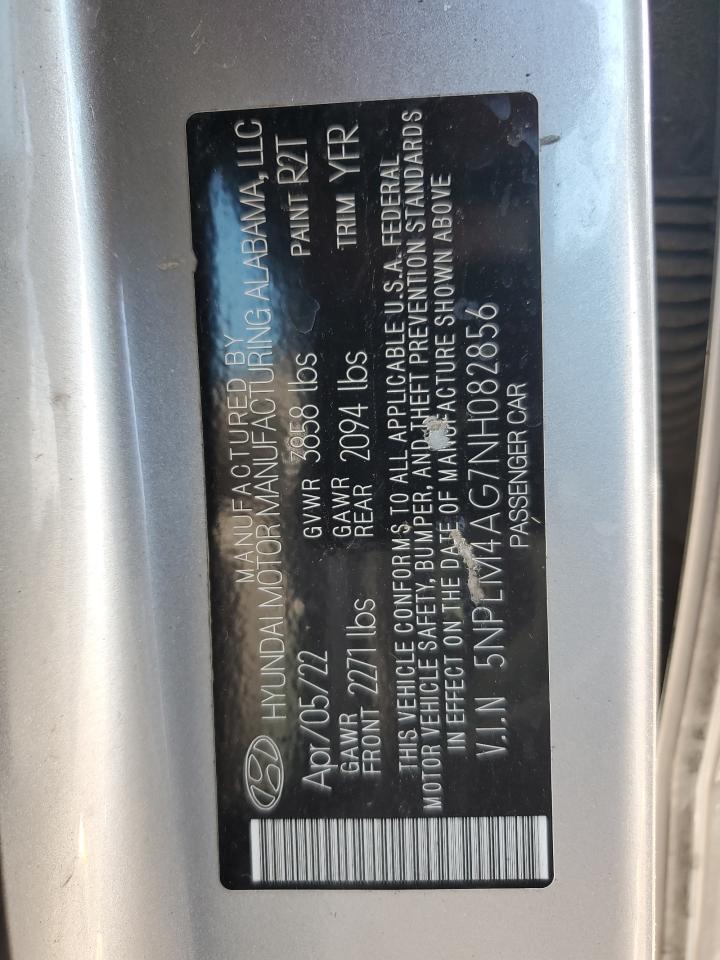 MANUFACTURED BY
HYUNDAI MOTOR MANUFACTURING ALABAMA, LLC
Apr/05/22 GVWR 3858 lbs PAINT R2T
GAWR FRONT 2271 lbs GAWR REAR 2094 lbs TRIM YFR
THIS VEHICLE CONFORMS TO ALL APPLICABLE U.S.A. FEDERAL
MOTOR VEHICLE SAFETY, BUMPER, AND THEFT PREVENTION STANDARDS
IN EFFECT ON THE DATE OF MANUFACTURE SHOWN ABOVE
V.I.N 5NPLM4AG7NH082856
PASSENGER CAR